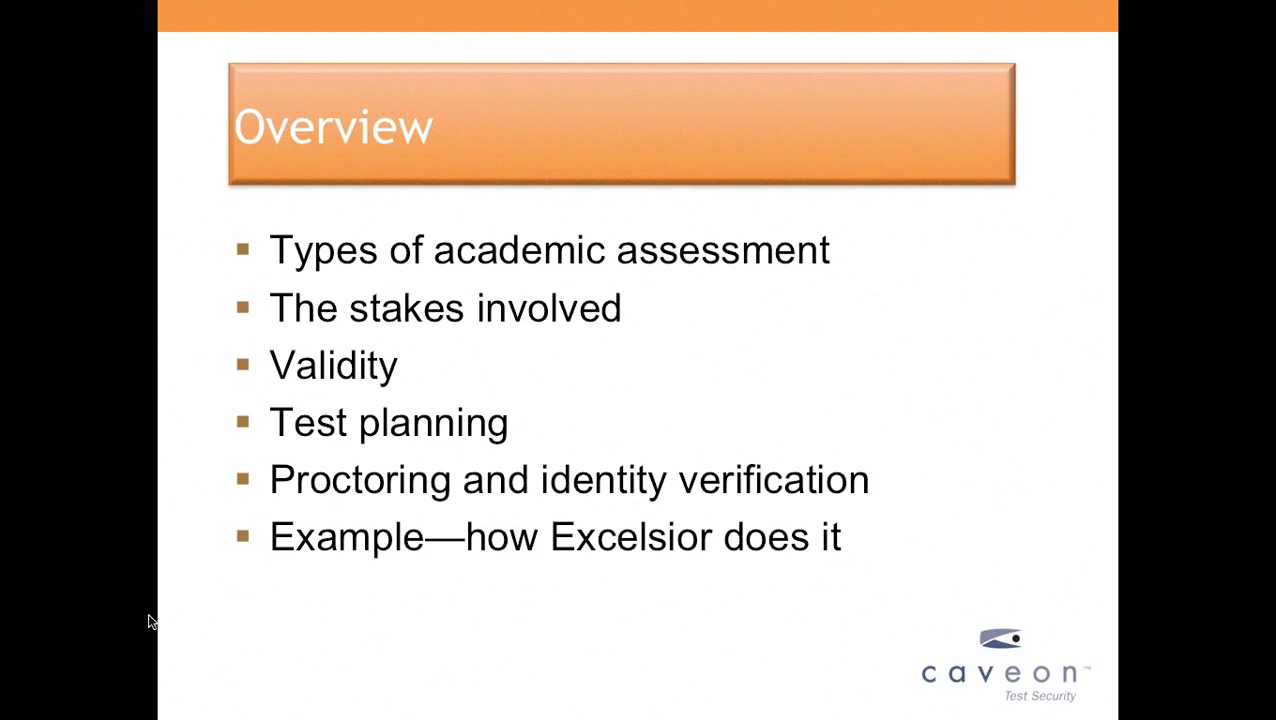 Overview
Types of academic assessment
The stakes involved
Validity
Test planning
Proctoring and identity verification
Example—how Excelsior does it
caveon™
Test Security